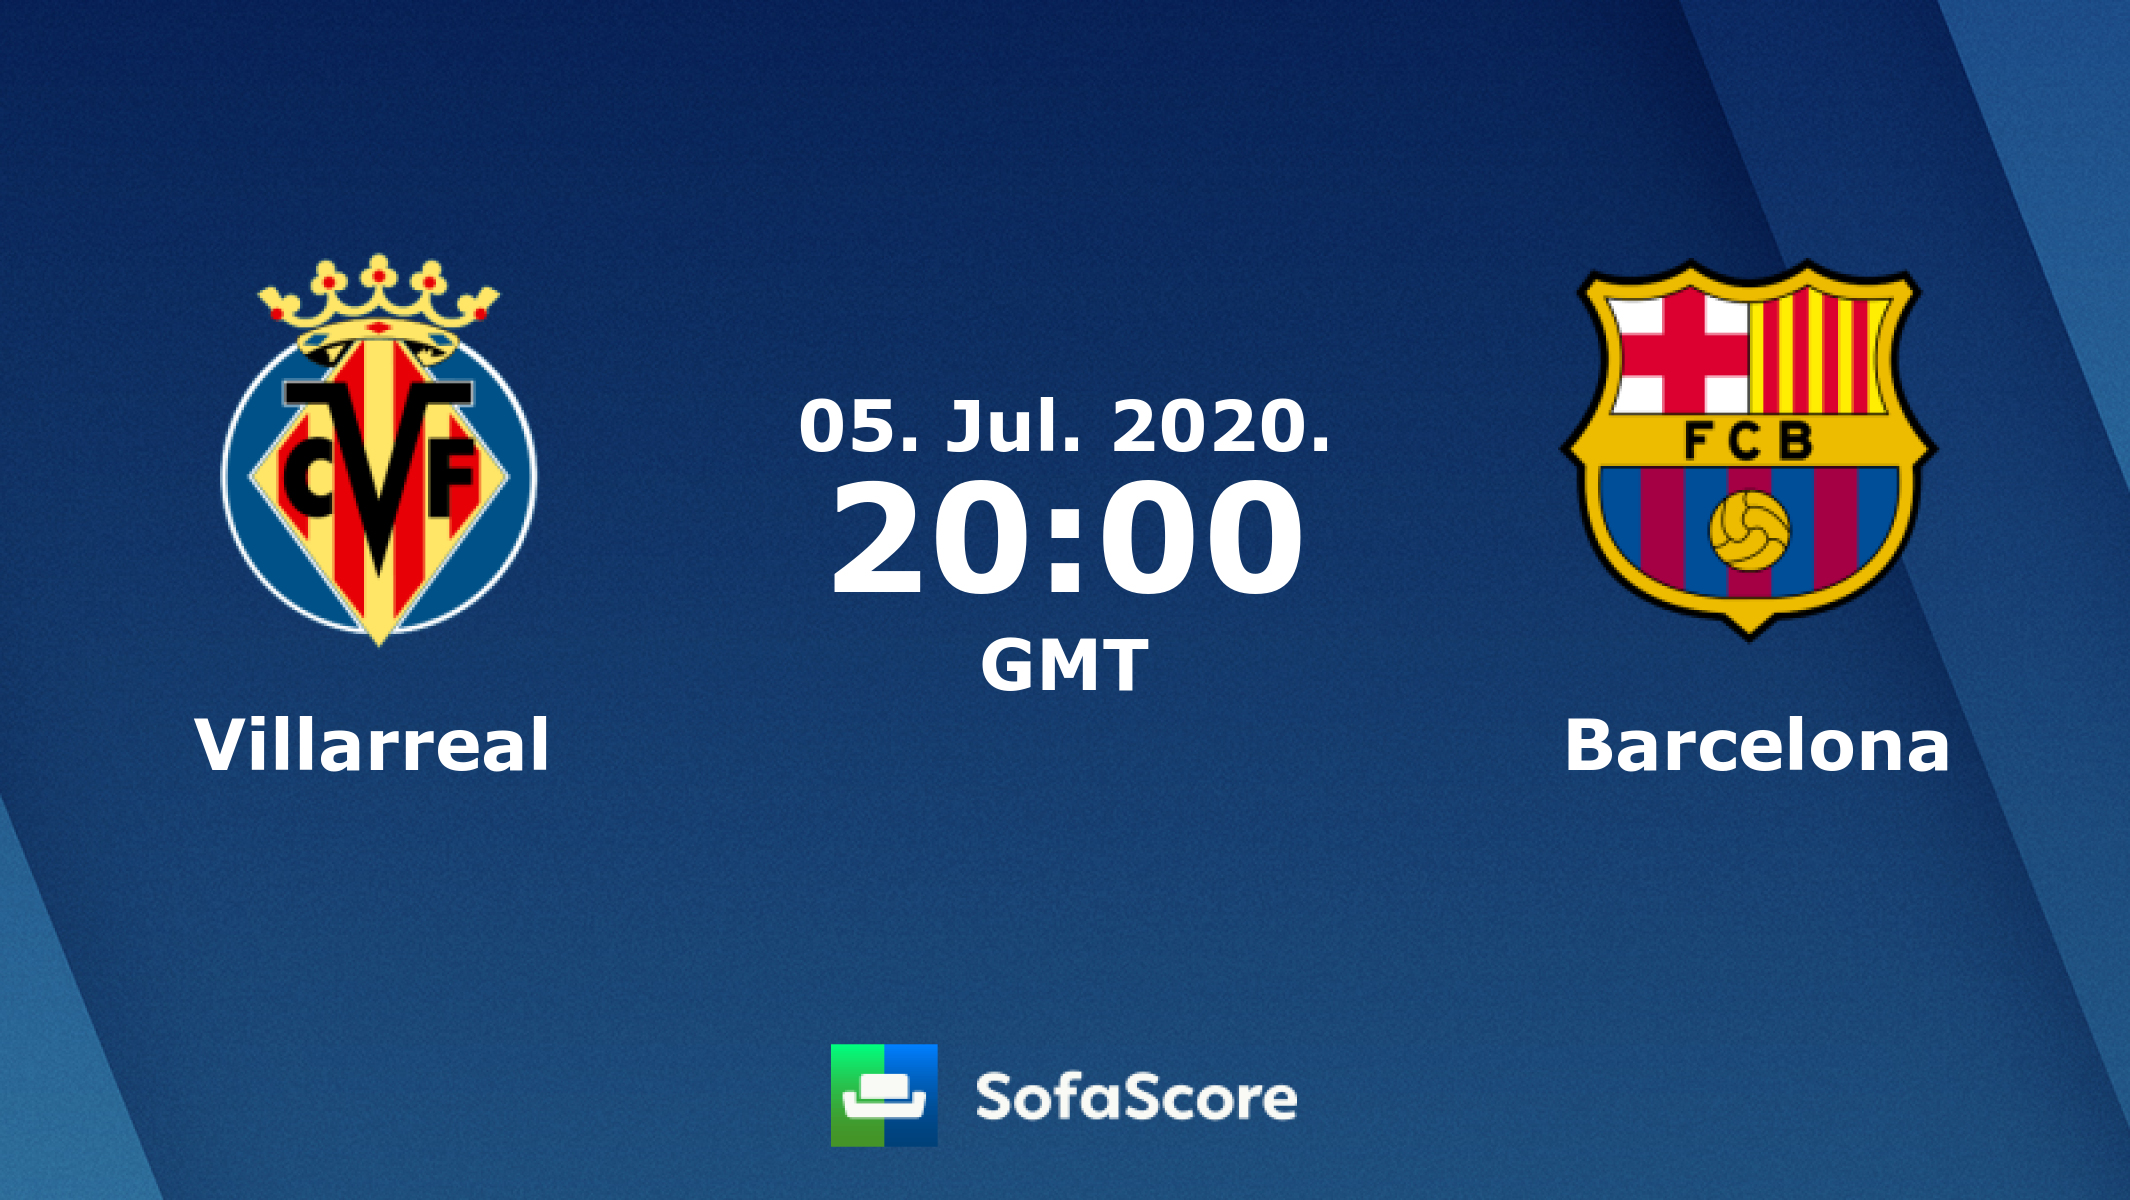 05. Jul. 2020.
20:00
GMT
CVF
Villarreal
FCB
Barcelona
SofaScore